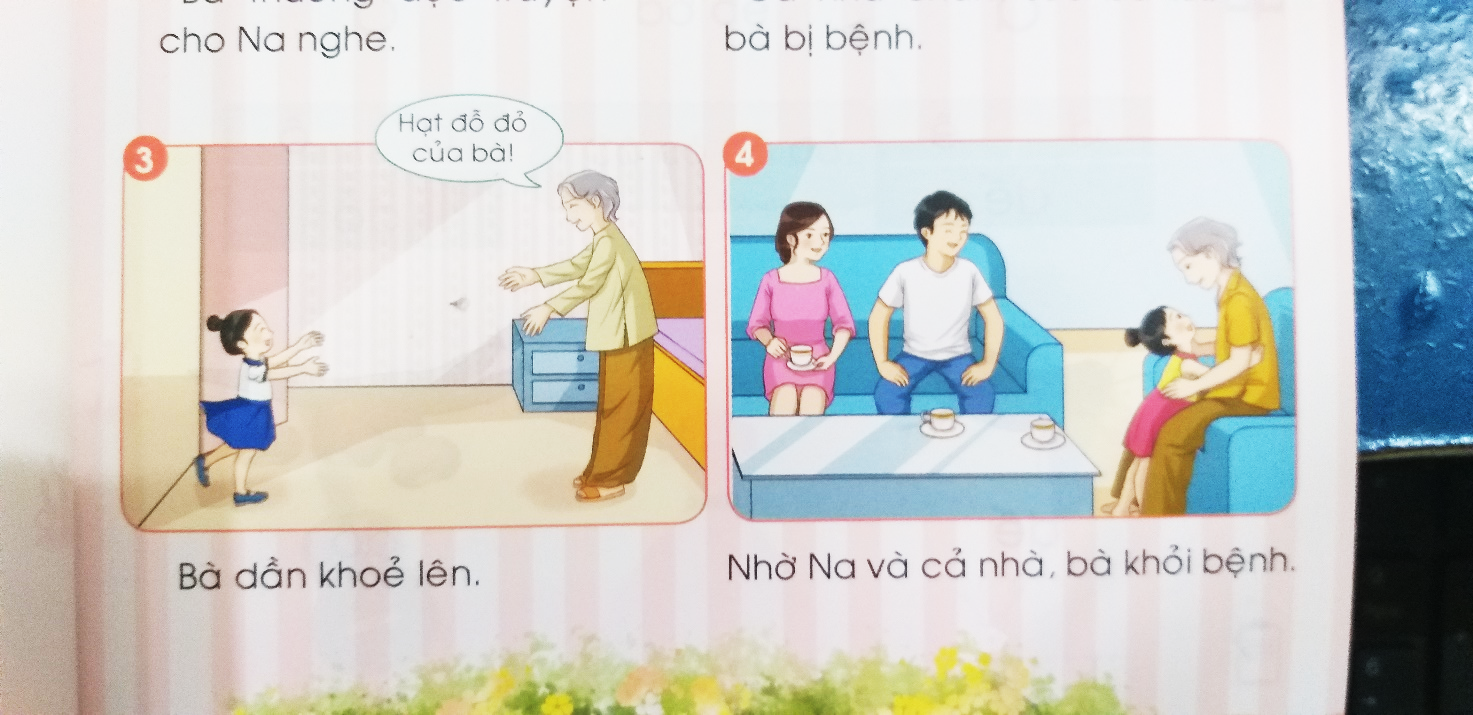 cho Na nghe.
bà bị bệnh.
3
Hạt đỗ đỏ
của bà!
4
Bà dần khoẻ lên.
Nhờ Na và cả nhà, bà khỏi bệnh.